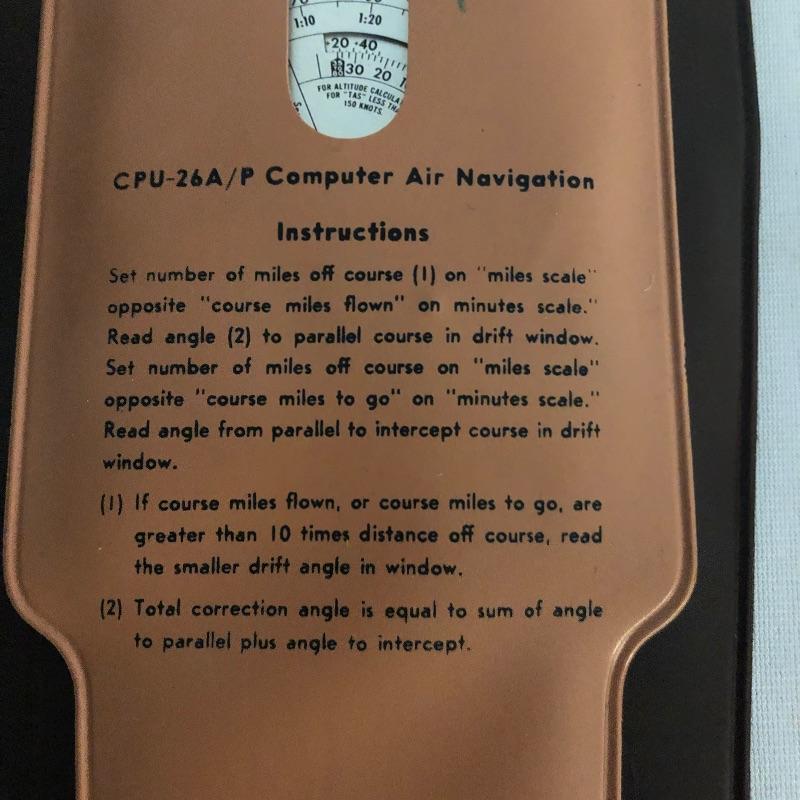 1:10 1:20
-20 -40
30 20
FOR ALTITUDE CALCULA
FOR "TAS" LESS THA
150 KNOTS.
CPU-26A/P Computer Air Navigation
Instructions
Set number of miles off course (1) on "miles scale"
opposite "course miles flown" on minutes scale."
Read angle (2) to parallel course in drift window.
Set number of miles off course on "miles scale"
opposite "course miles to go" on "minutes scale."
Read angle from parallel to intercept course in drift
window.
(1) If course miles flown, or course miles to go, are
greater than 10 times distance off course, read
the smaller drift angle in window.
(2) Total correction angle is equal to sum of angle
to parallel plus angle to intercept.